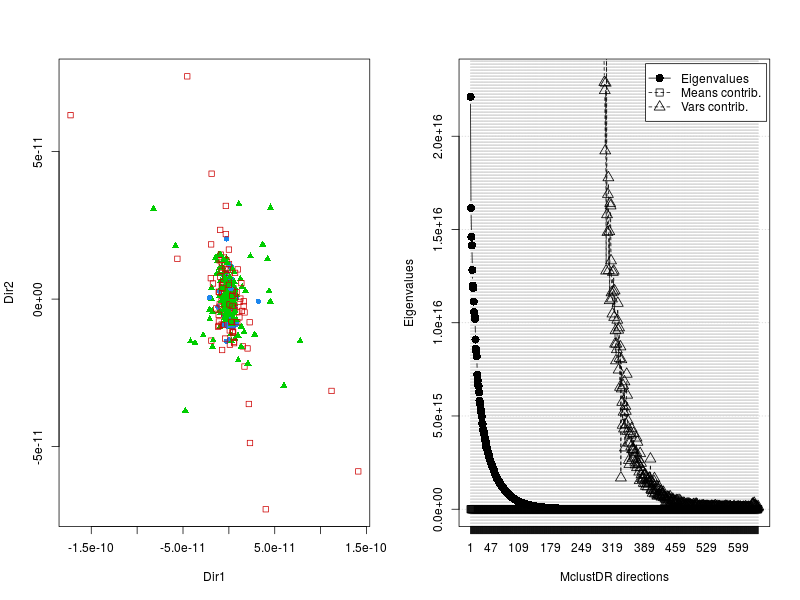 Dir2
5e-11
0e+00
-5e-11
-1.5e-10
-5.0e-11
5.0e-11
1.5e-10
Dir1
Eigenvalues
2.0e+16
1.5e+16
1.0e+16
5.0e+15
0.0e+00
Eigenvalues
Means contrib.
Vars contrib.
1 47 109 179 249 319 389 459 529 599
MclustDR directions